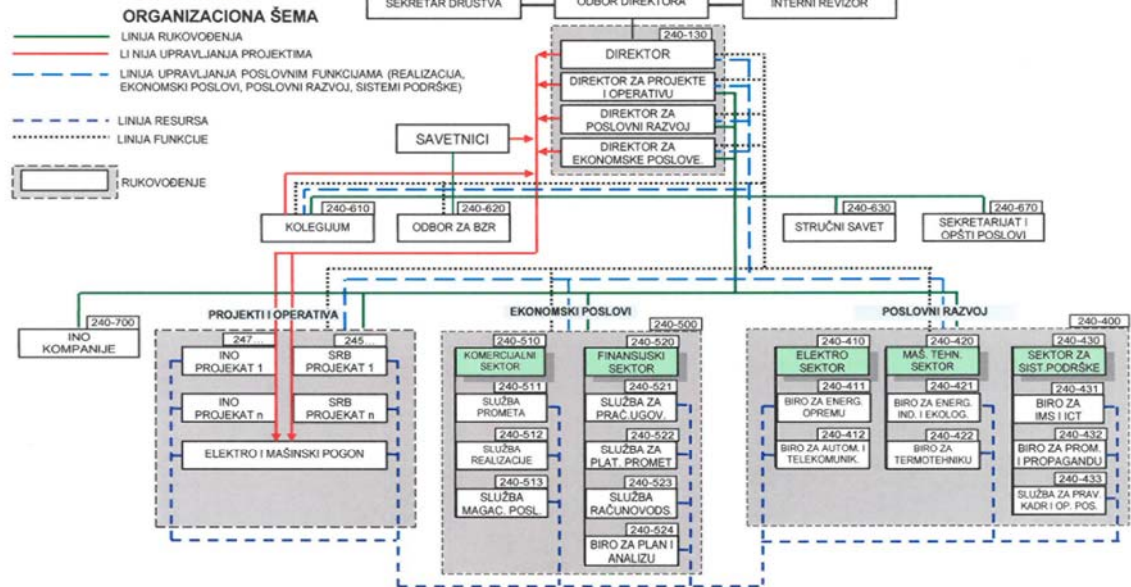 SEKRETAR DRUŠTVA
ODBOR DIREKTORA
INTERNI REVIZOR
ORGANIZACIONA ŠEMA
LINIJA RUKOVOĐENJA
LI NIJA UPRAVLJANJA PROJEKTIMA
LINIJA UPRAVLJANJA POSLOVNIM FUNKCIJAMA (REALIZACIJA,
EKONOMSKI POSLOVI, POSLOVNI RAZVOJ, SISTEMI PODRŠKE)
LINIJA RESURSA
LINIJA FUNKCIJE
RUKOVOĐENJE
240-130
DIREKTOR
DIREKTOR ZA PROJEKTE
I OPERATIVU
DIREKTOR ZA
POSLOVNI RAZVOJ
DIREKTOR ZA
EKONOMSKE POSLOVE.
SAVETNICI
240-610
KOLEGIJUM
240-620
ODBOR ZA BZR
240-630
STRUČNI SAVET
240-670
SEKRETARIJAT I
OPŠTI POSLOVI
240-700
INO
KOMPANIJE
PROJEKTI I OPERATIVA
247...
INO
PROJEKAT 1
245...
SRB
PROJEKAT 1
INO
PROJEKAT n
SRB
PROJEKAT n
ELEKTRO I MAŠINSKI POGON
EKONOMSKI POSLOVI
240-500
240-510
KOMERCIJALNI
SEKTOR
240-511
SLUŽBA
PROMETA
240-512
SLUŽBA
REALIZACIJE
240-513
SLUŽBA
MAGAC. POSL.
240-520
FINANSIJSKI
SEKTOR
240-521
SLUŽBA ZA
PRAĆ.UGOV.
240-522
SLUŽBA ZA
PLAT. PROMET
240-523
SLUŽBA
RAČUNOVODS.
240-524
BIRO ZA PLAN I
ANALIZU
POSLOVNI RAZVOJ
240-400
240-410
ELEKTRO
SEKTOR
240-411
BIRO ZA ENERG.
OPREMU
240-412
BIRO ZA AUTOM. I
TELEKOMUNIK.
240-420
MAŠ. TEHN.
SEKTOR
240-421
BIRO ZA ENERG.
IND. I EKOLOG.
240-422
BIRO ZA
TERMOTEHNIKU
240-430
SEKTOR ZA
SIST.PODRŠKE
240-431
BIRO ZA
IMS I ICT
240-432
BIRO ZA PROM.
I PROPAGANDU
240-433
SLUŽBA ZA PRAV.
KADR I OP. POS.